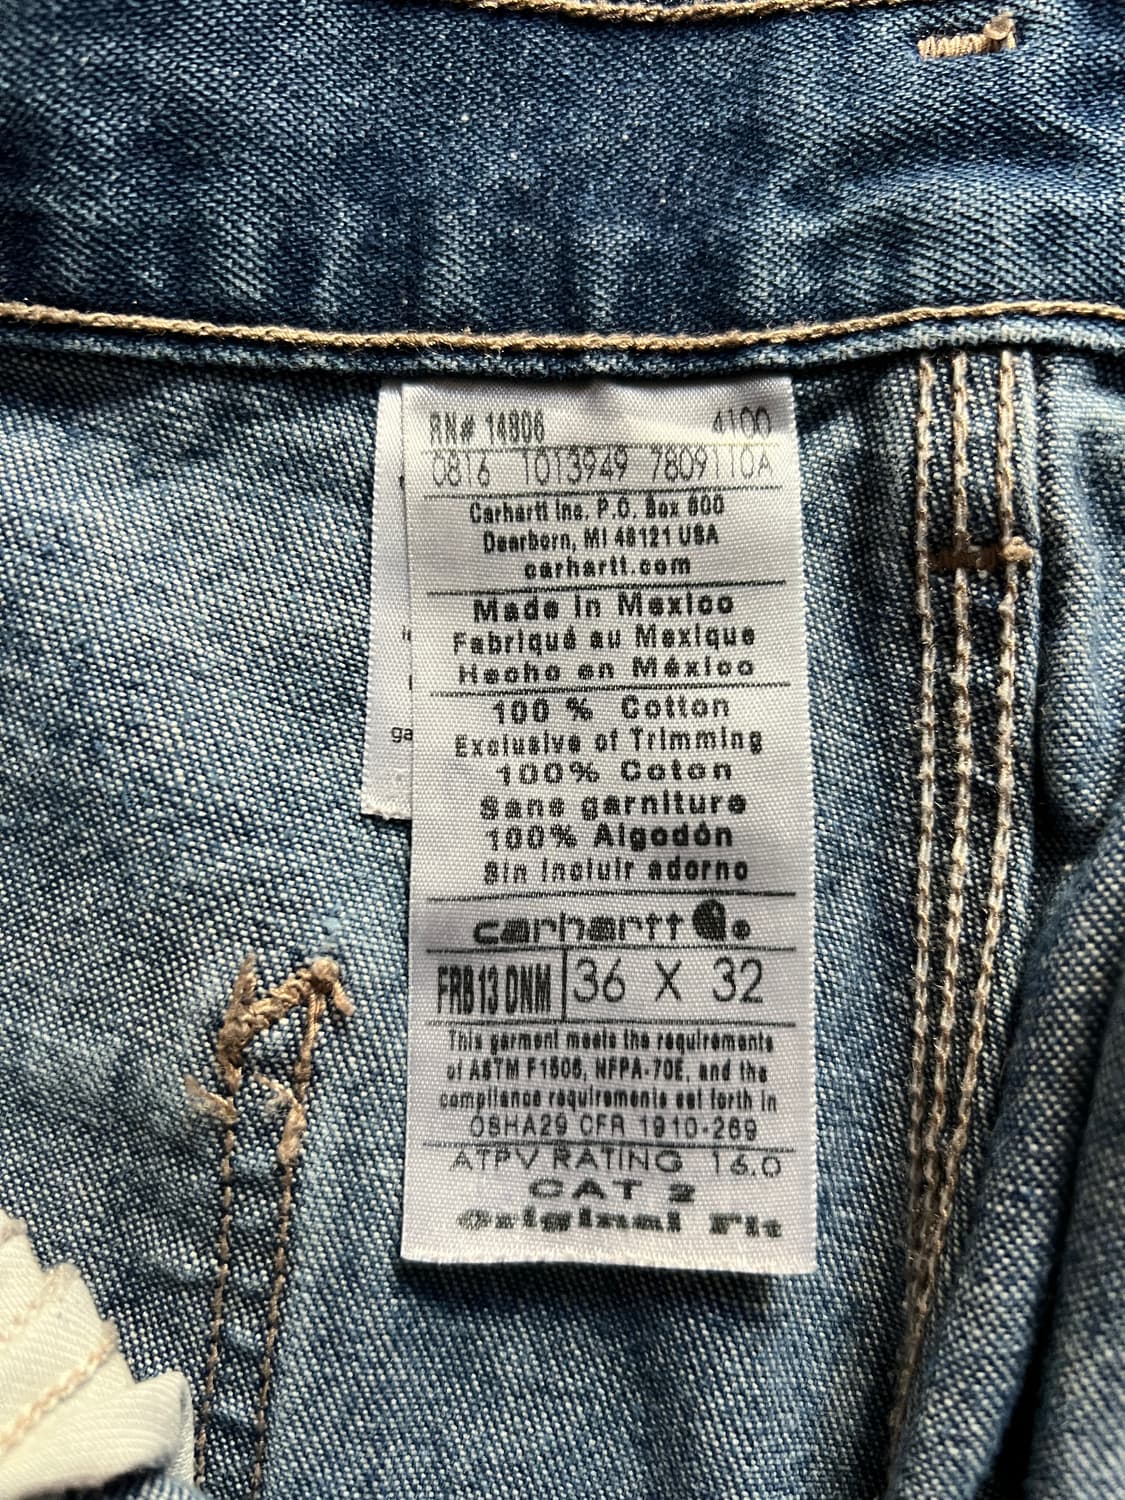 RN# 14806 4100
0816 1013949 7809110A
Carhartt Inc. P.O. Box 600
Dearborn, MI 48121 USA
carhartt.com
Made in Mexico
Fabriqué au Mexique
Hecho en México
100 % Cotton
Exclusive of Trimming
100% Coton
Sans garniture
100% Algodón
Sin incluir adorno
carhartt
FRB13 DNM 36 X 32
This garment meets the requirements
of ASTM F1506, NFPA-70E, and the
compliance requirements set forth in
OSHA29 CFR 1910-269
ATPV RATING 16.0
CAT 2
Original Fit
ga